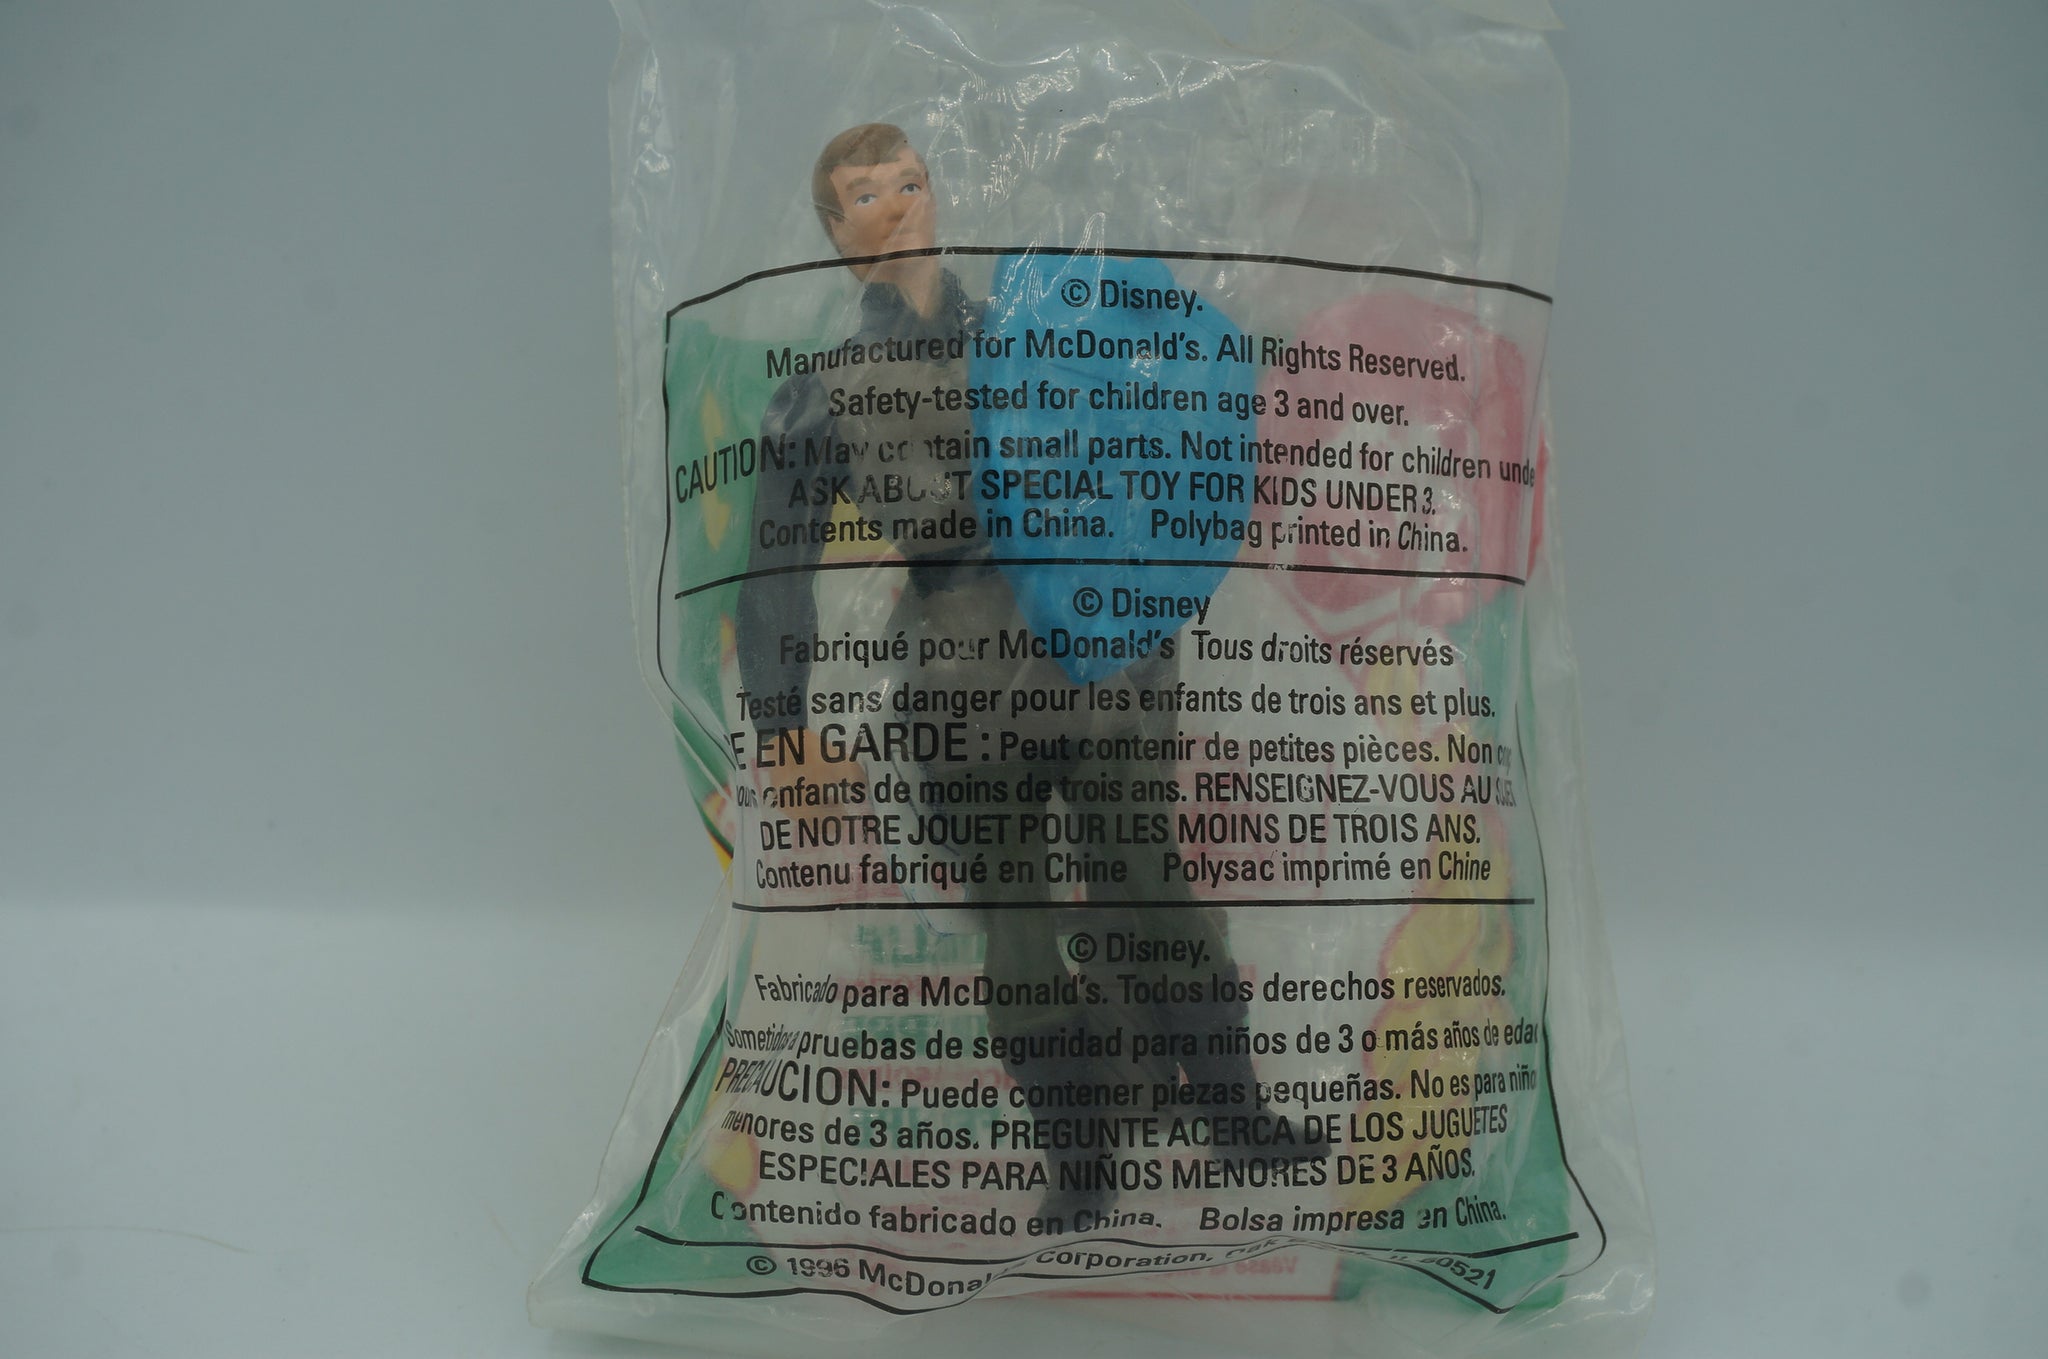 © Disney.
Manufactured for McDonald's. All Rights Reserved.
Safety-tested for children age 3 and over.
CAUTION: May contain small parts. Not intended for children unde
ASK ABOUT SPECIAL TOY FOR KIDS UNDER 3.
Contents made in China. Polybag printed in China.
© Disney
Fabriqué pour McDonald's Tous droits réservés
Testé sans danger pour les enfants de trois ans et plus.
E EN GARDE : Peut contenir de petites pièces. Non
enfants de moins de trois ans. RENSEIGNEZ-VOUS AU
DE NOTRE JOUET POUR LES MOINS DE TROIS ANS.
Contenu fabriqué en Chine Polysac imprimé en Chine
© Disney.
Fabricado para McDonald's. Todos los derechos reservados.
Sometidos a pruebas de seguridad para niños de 3 o más años de edad
PRECAUCION: Puede contener piezas pequeñas. No es para niño
menores de 3 años. PREGUNTE ACERCA DE LOS JUGUETES
ESPECIALES PARA NIÑOS MENORES DE 3 AÑOS.
Contenido fabricado en China. Bolsa impresa en China.
© 1996 McDonal Corporation, 60521